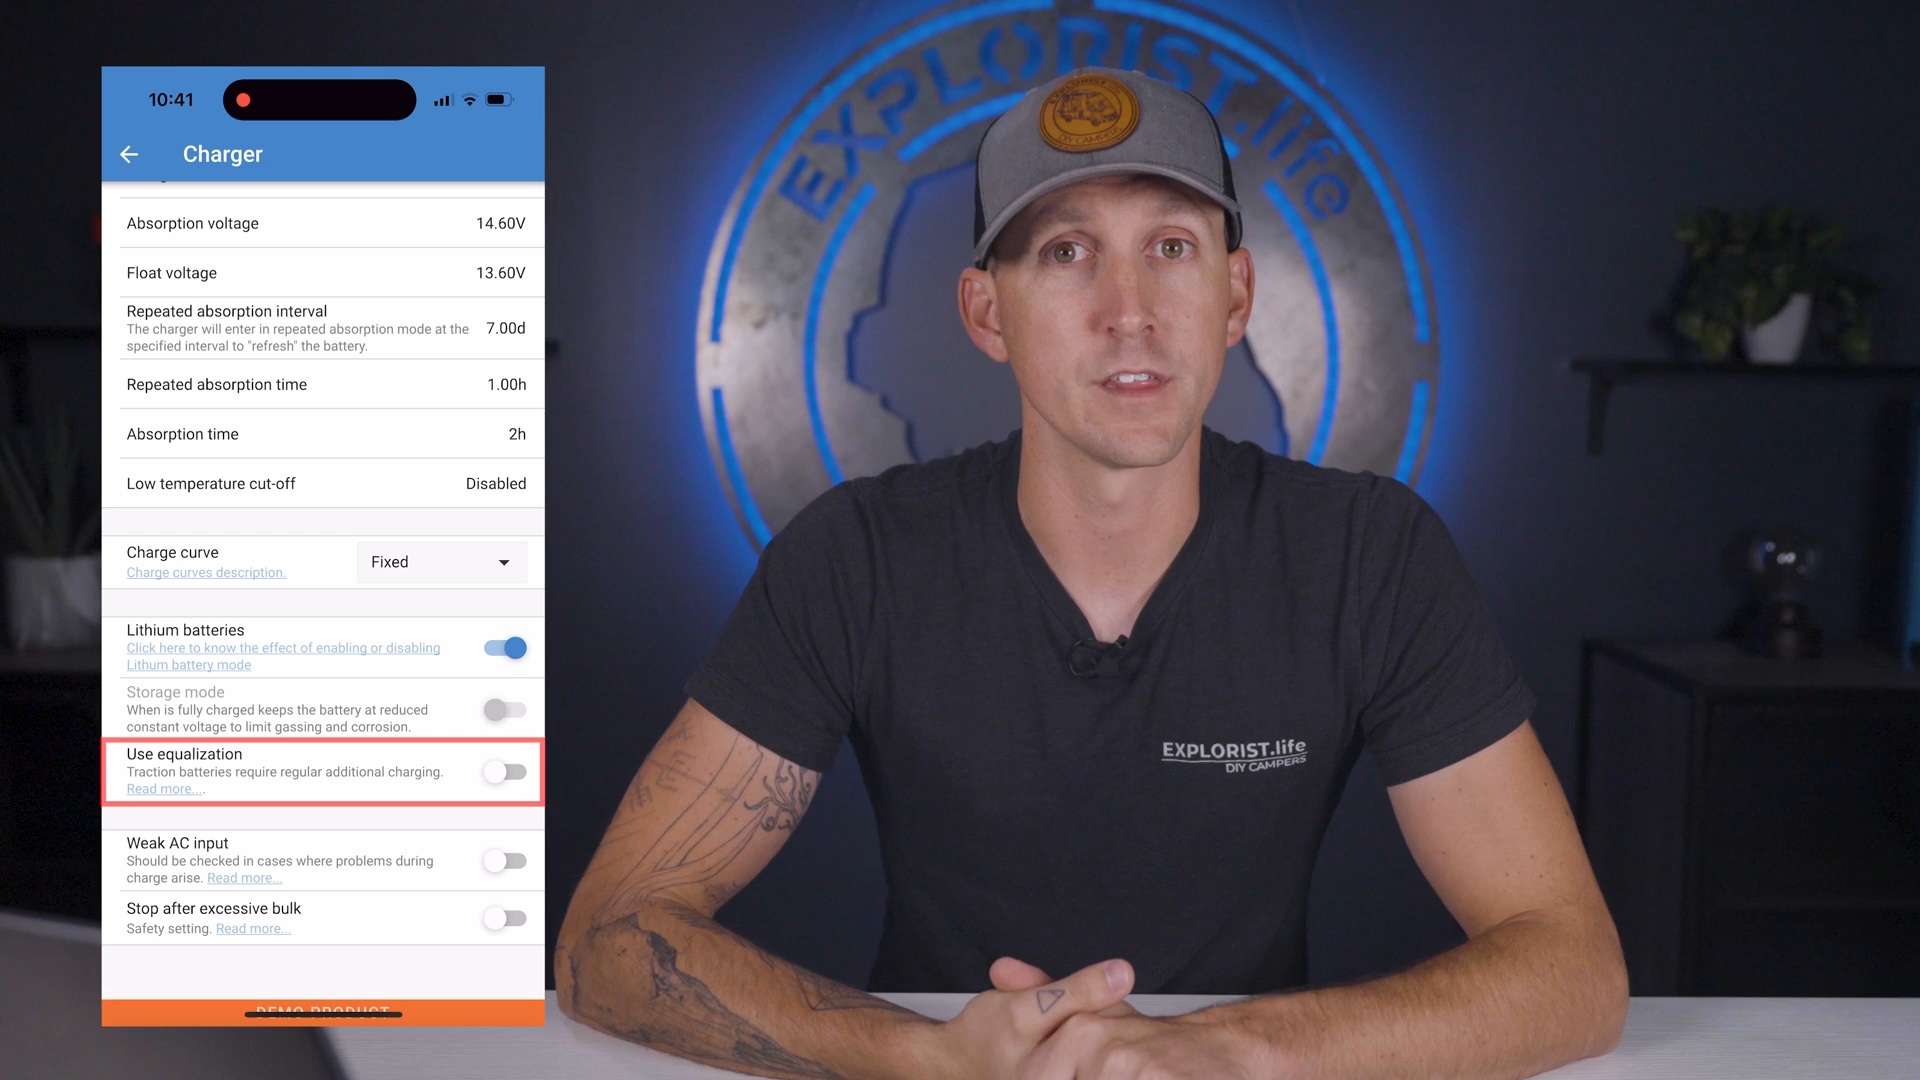 10:41
Charger
Absorption voltage 14.60V
Float voltage 13.60V
Repeated absorption interval
The charger will enter in repeated absorption mode at the
specified interval to "refresh" the battery.
7.00d
Repeated absorption time 1.00h
Absorption time 2h
Low temperature cut-off Disabled
Charge curve
Charge curves description.
Fixed
Lithium batteries
Click here to know the effect of enabling or disabling
Lithum battery mode
Storage mode
When is fully charged keeps the battery at reduced
constant voltage to limit gassing and corrosion.
Use equalization
Traction batteries require regular additional charging.
Read more....
Weak AC input
Should be checked in cases where problems during
charge arise. Read more...
Stop after excessive bulk
Safety setting. Read more...
DEMO PRODUCT
EXPLORIST.life
DIY CAMPERS
EXPLORIST.life
DIY CAMPERS